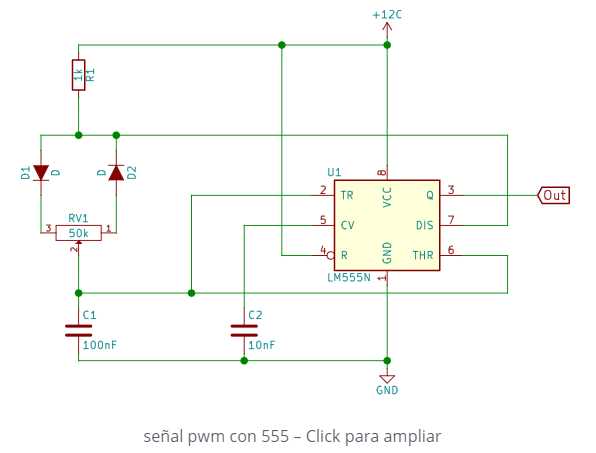 +12C
1k
R1
D1
D
D
D2
RV1
3
50k
1
2
U1
8
2
TR
VCC
Q
3
Out
5
CV
DIS
7
4
R
GND
THR
6
LM555N
1
C1
100nF
C2
10nF
GND
señal pwm con 555 – Click para ampliar